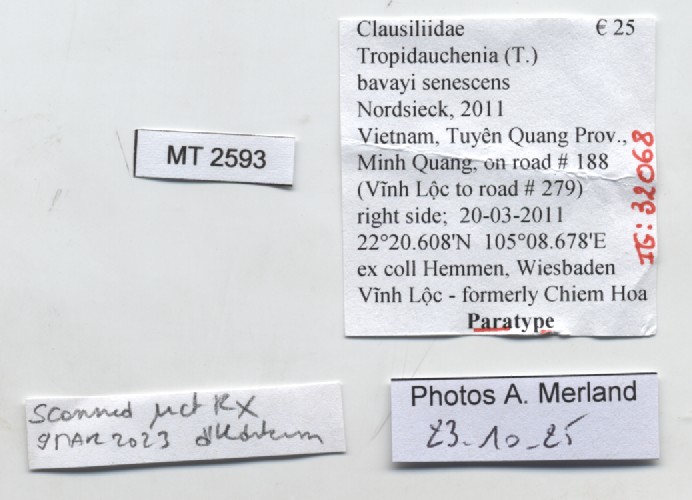 Clausiliidae € 25
Tropidauchenia (T.)
bavayi senescens
Nordsieck, 2011
Vietnam, Tuyên Quang Prov.,
Minh Quang, on road # 188
(Vĩnh Lộc to road # 279)
right side; 20-03-2011
22°20.608'N 105°08.678'E
ex coll Hemmen, Wiesbaden
Vĩnh Lộc - formerly Chiem Hoa
Paratype
IG: 32068
MT 2593
Scanned µct RX
9 MAR 2023
Photos A. Merland
23-10-25